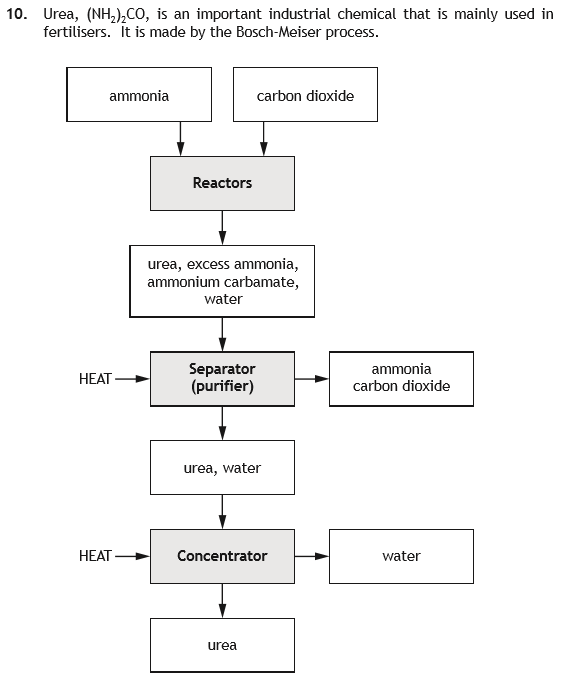 10. Urea, (NH₂)₂CO, is an important industrial chemical that is mainly used in
fertilisers. It is made by the Bosch-Meiser process.
ammonia
carbon dioxide
Reactors
urea, excess ammonia,
ammonium carbamate,
water
HEAT
Separator
(purifier)
ammonia
carbon dioxide
urea, water
HEAT
Concentrator
water
urea